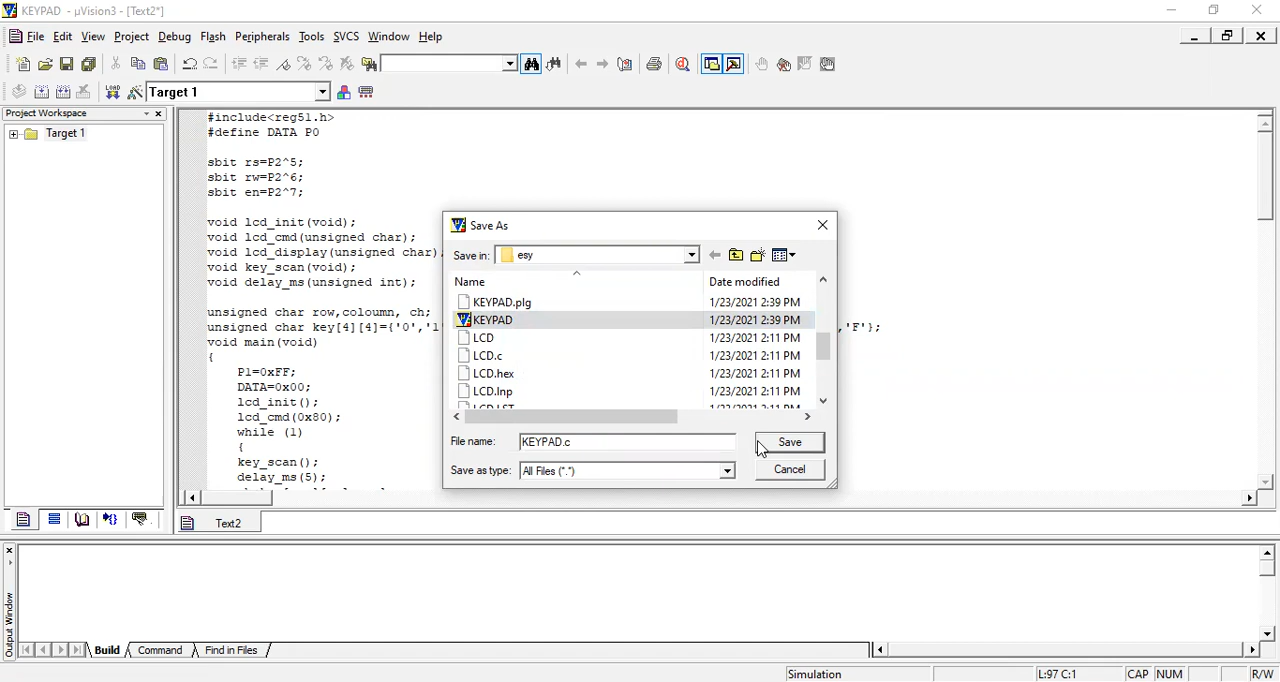 KEYPAD - µVision3 - [Text2*]
File Edit View Project Debug Flash Peripherals Tools SVCS Window Help
Target 1
Project Workspace
Target 1
#include<reg51.h>
#define DATA P0
sbit rs=P2^5;
sbit rw=P2^6;
sbit en=P2^7;
void lcd_init(void);
void lcd_cmd(unsigned char);
void lcd_display(unsigned char)
void key_scan(void);
void delay_ms(unsigned int);
unsigned char row,coloumn, ch;
unsigned char key[4][4]={'0','1' ,'F'};
void main(void)
{
P1=0xFF;
DATA=0x00;
lcd_init();
lcd_cmd(0x80);
while (1)
{
key_scan();
delay_ms(5);
Save As
Save in: esy
Name Date modified
KEYPAD.plg 1/23/2021 2:39 PM
KEYPAD 1/23/2021 2:39 PM
LCD 1/23/2021 2:11 PM
LCD.c 1/23/2021 2:11 PM
LCD.hex 1/23/2021 2:11 PM
LCD.lnp 1/23/2021 2:11 PM
LCD.LST 1/23/2021 2:11 PM
File name: KEYPAD.c Save
Save as type: All Files (*.*) Cancel
Text2
Output Window
Build Command Find in Files
Simulation L:97 C:1 CAP NUM R/W